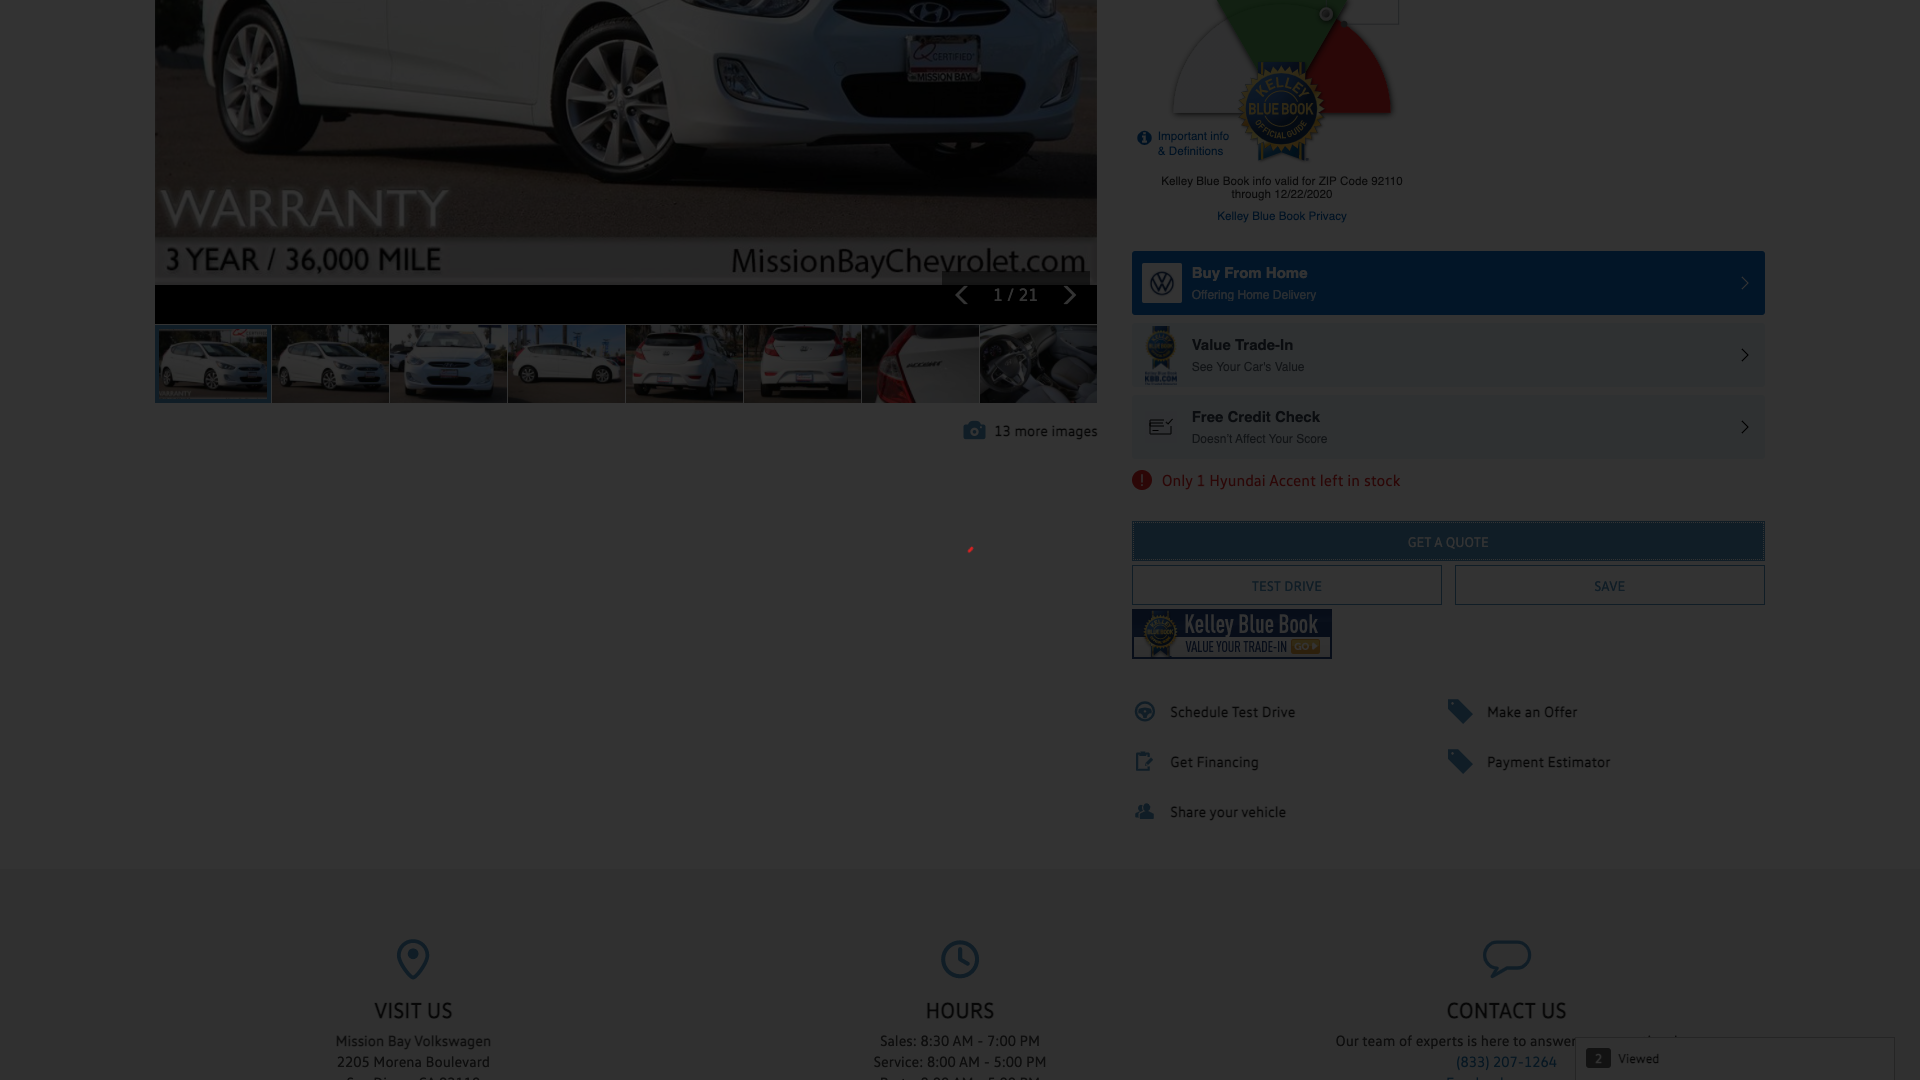 CERTIFIED
MISSION BAY
WARRANTY
3 YEAR / 36,000 MILE
MissionBayChevrolet.com
1 / 21
ACCENT
WARRANTY
13 more images
KELLEY
BLUE BOOK
OFFICIAL GUIDE
Important info
& Definitions
Kelley Blue Book info valid for ZIP Code 92110
through 12/22/2020
Kelley Blue Book Privacy
Buy From Home
Offering Home Delivery
KBB.COM
Value Trade-In
See Your Car's Value
Free Credit Check
Doesn't Affect Your Score
Only 1 Hyundai Accent left in stock
GET A QUOTE
TEST DRIVE
SAVE
Kelley Blue Book
VALUE YOUR TRADE-IN GO
Schedule Test Drive
Make an Offer
Get Financing
Payment Estimator
Share your vehicle
VISIT US
Mission Bay Volkswagen
2205 Morena Boulevard
HOURS
Sales: 8:30 AM - 7:00 PM
Service: 8:00 AM - 5:00 PM
CONTACT US
Our team of experts is here to answer
(833) 207-1264
2 Viewed